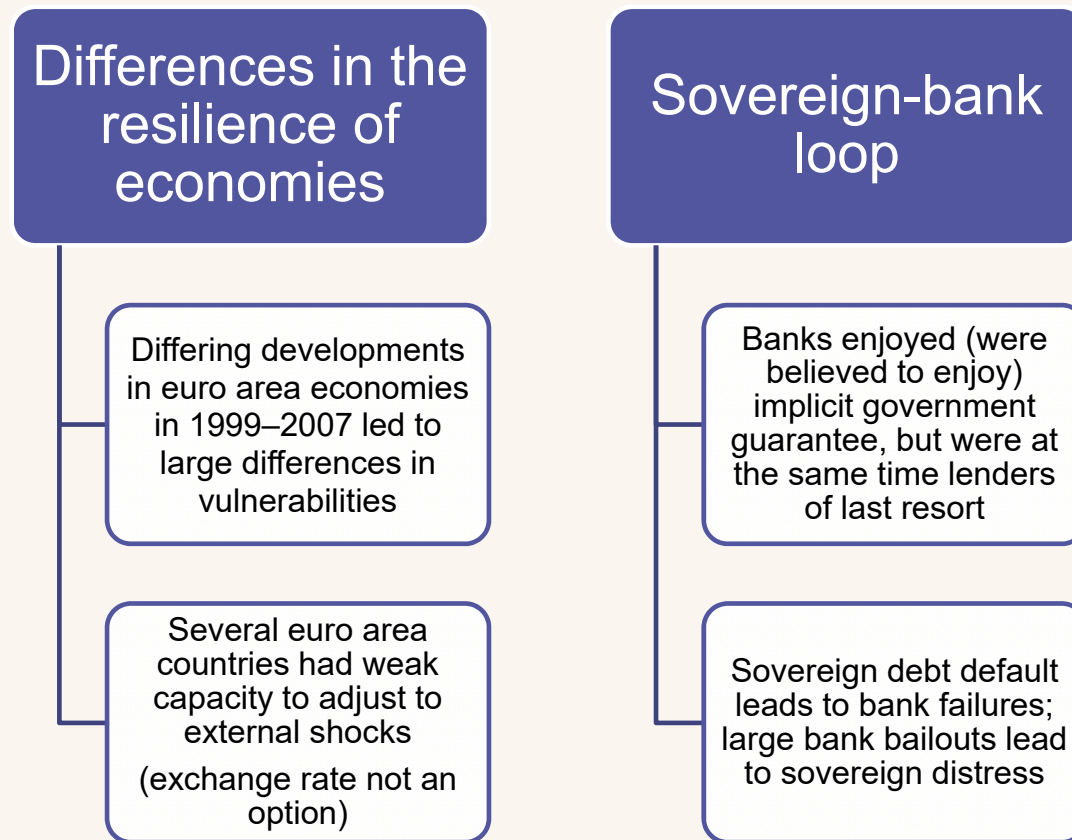 Differences in the
resilience of
economies
Differing developments
in euro area economies
in 1999–2007 led to
large differences in
vulnerabilities
Several euro area
countries had weak
capacity to adjust to
external shocks
(exchange rate not an
option)
Sovereign-bank
loop
Banks enjoyed (were
believed to enjoy)
implicit government
guarantee, but were at
the same time lenders
of last resort
Sovereign debt default
leads to bank failures;
large bank bailouts lead
to sovereign distress